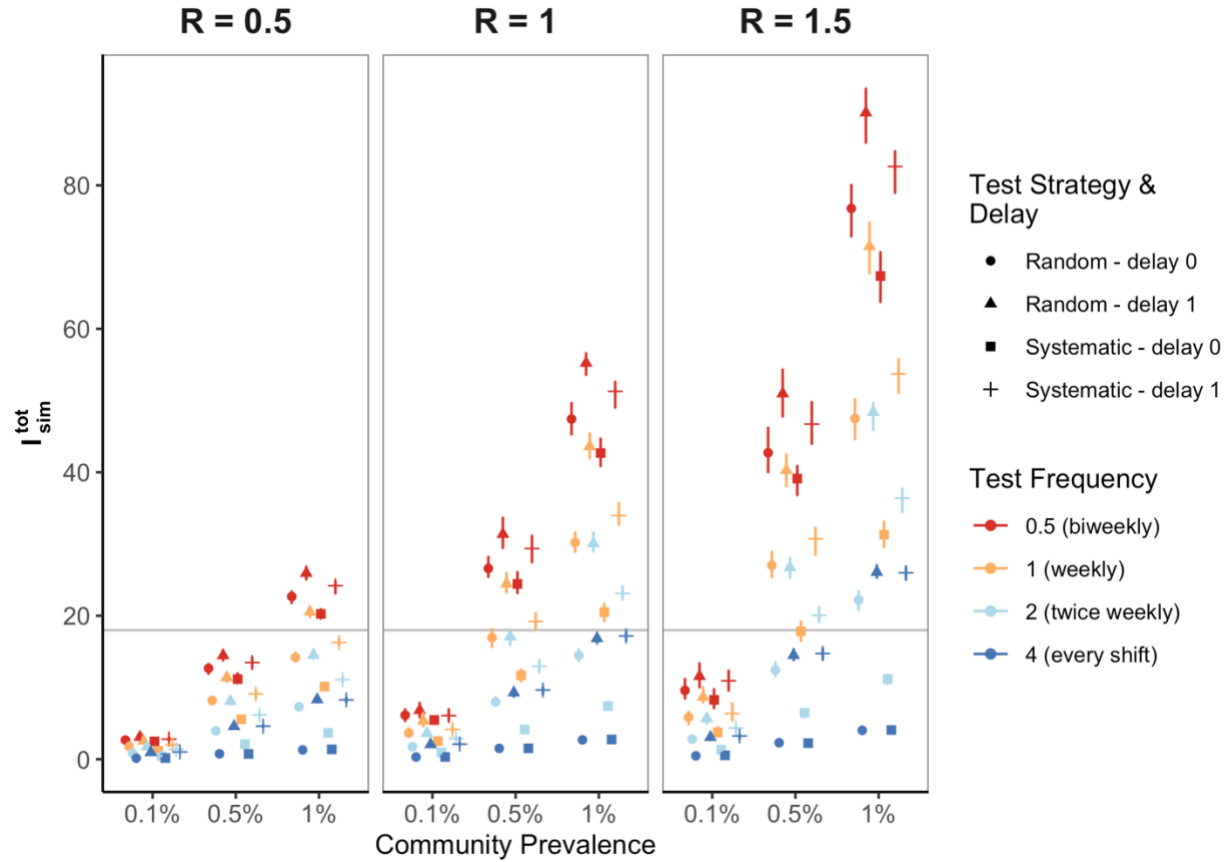 R = 0.5
R = 1
R = 1.5
80
60
40
20
0
I tot sim
0.1% 0.5% 1%
0.1% 0.5% 1%
0.1% 0.5% 1%
Community Prevalence
Test Strategy &
Delay
Random - delay 0
Random - delay 1
Systematic - delay 0
Systematic - delay 1
Test Frequency
0.5 (biweekly)
1 (weekly)
2 (twice weekly)
4 (every shift)